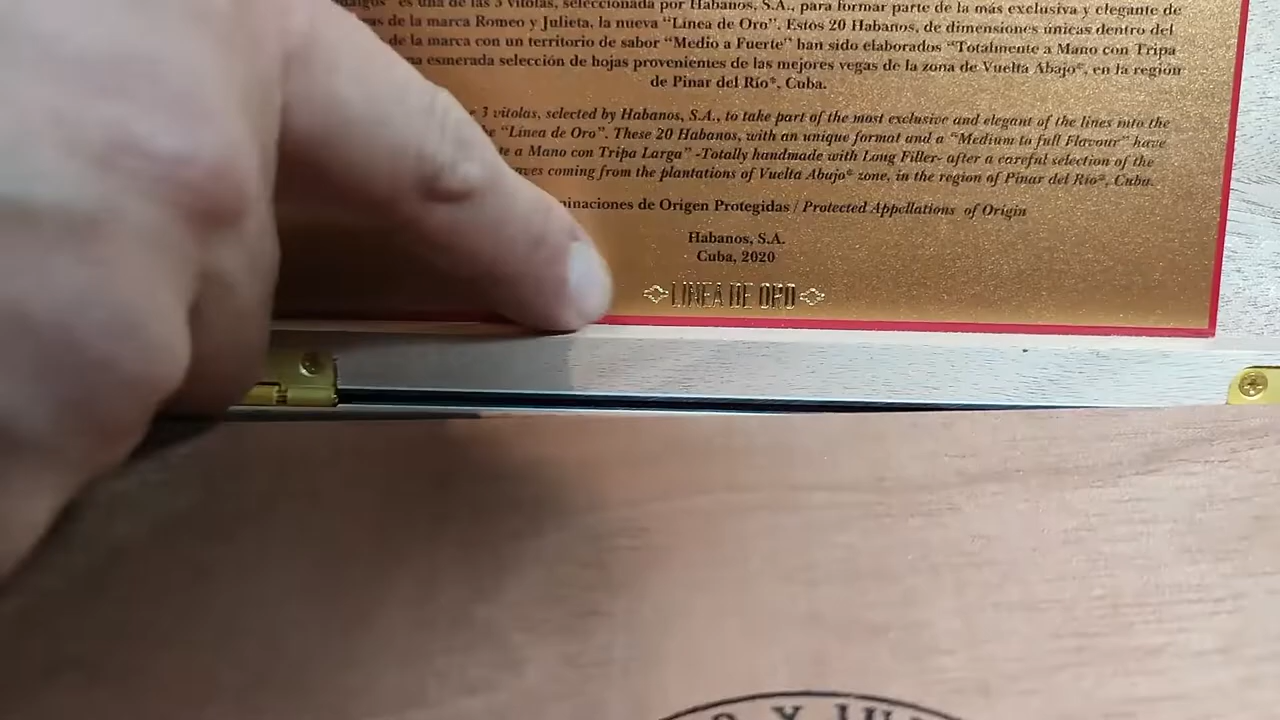 es una de las 3 vitolas, seleccionada por Habanos, S.A., para formar parte de la más exclusiva y elegante de
de la marca Romeo y Julieta, la nueva “Línea de Oro”. Estos 20 Habanos, de dimensiones únicas dentro del
de la marca con un territorio de sabor “Medio a Fuerte” han sido elaborados “Totalmente a Mano con Tripa
esmerada selección de hojas provenientes de las mejores vegas de la zona de Vuelta Abajo*, en la región
de Pinar del Río*, Cuba.
3 vitolas, selected by Habanos, S.A., to take part of the most exclusive and elegant of the lines into the
“Línea de Oro”. These 20 Habanos, with an unique format and a “Medium to full Flavour” have
a Mano con Tripa Larga” -Totally handmade with Long Filler- after a careful selection of the
coming from the plantations of Vuelta Abajo* zone, in the region of Pinar del Río*, Cuba.
de Origen Protegidas / Protected Appellations of Origin
Habanos, S.A.
Cuba, 2020
LÍNEA DE ORO
Y